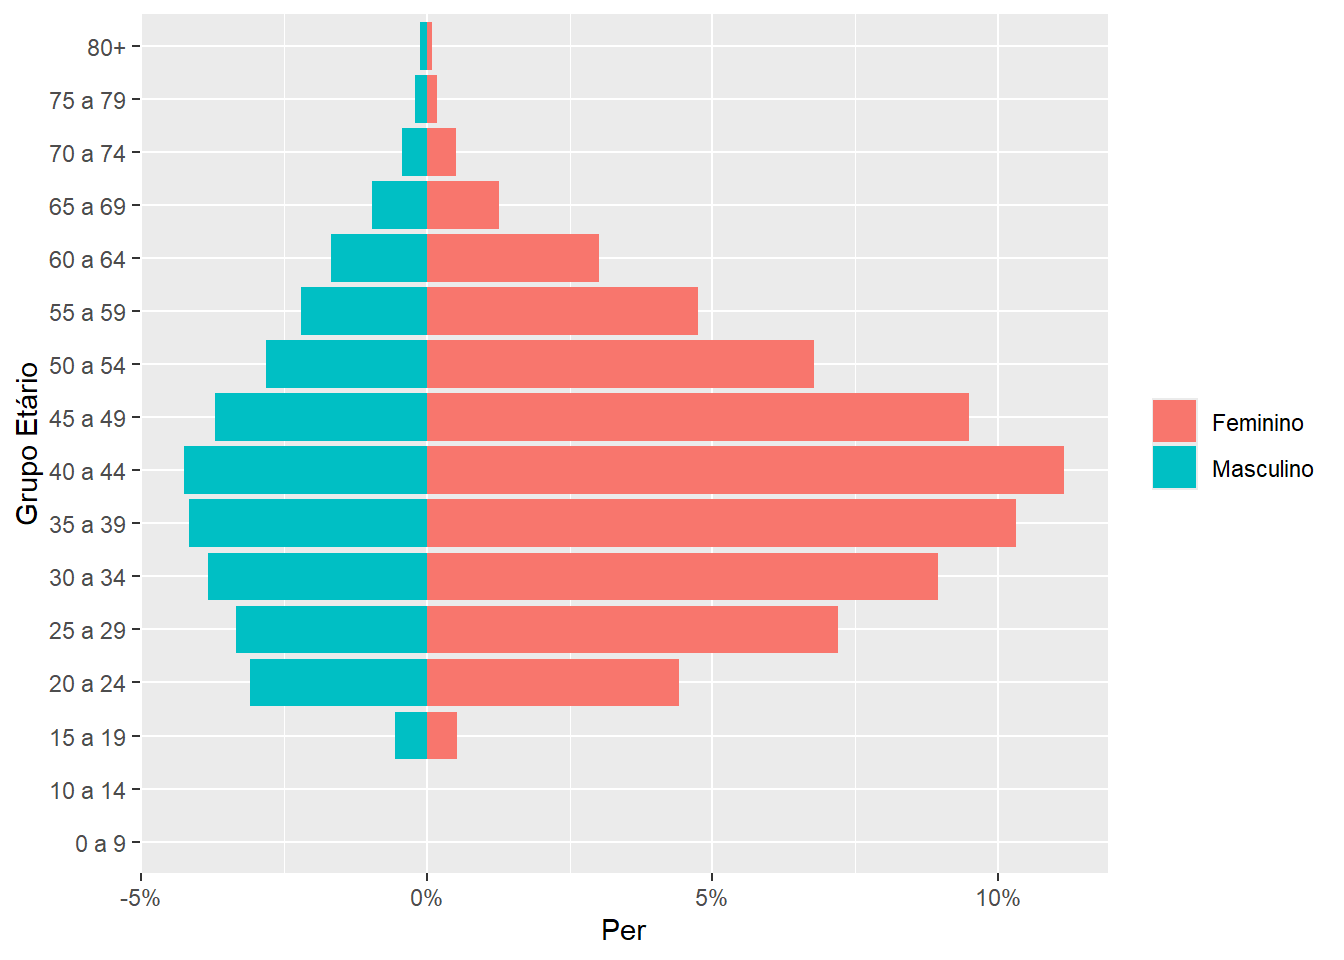 80+
75 a 79
70 a 74
65 a 69
60 a 64
55 a 59
50 a 54
45 a 49
40 a 44
35 a 39
30 a 34
25 a 29
20 a 24
15 a 19
10 a 14
0 a 9
Grupo Etário
-5% 0% 5% 10%
Per
Feminino
Masculino